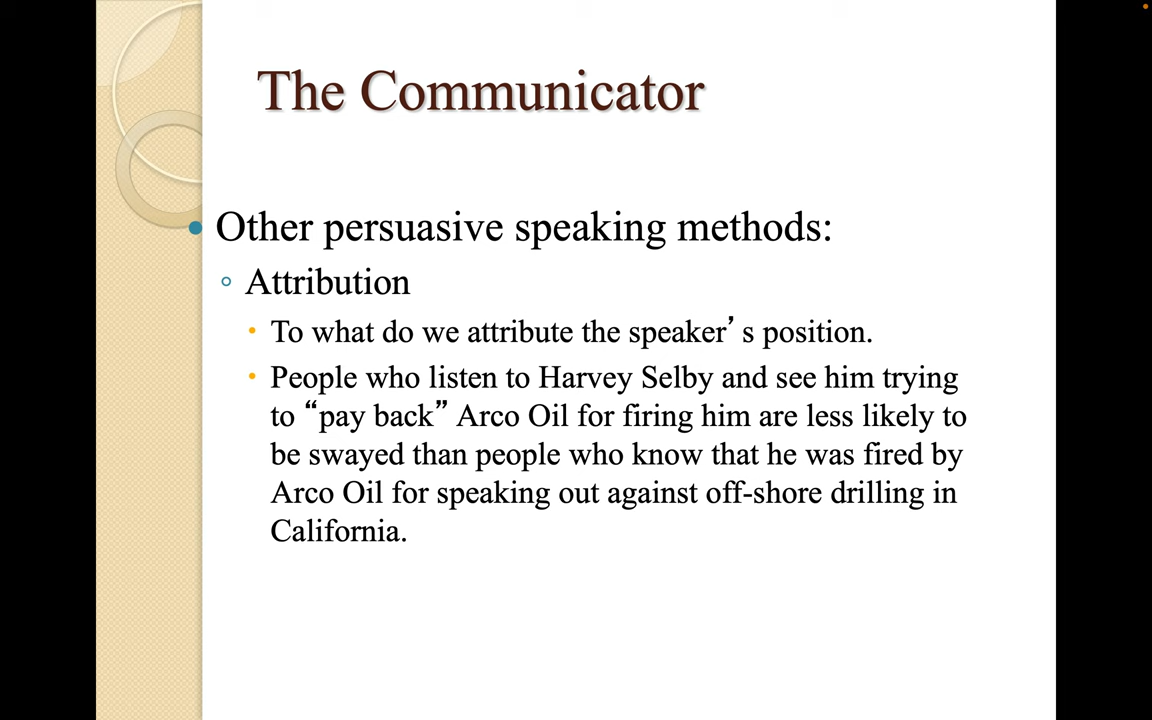 The Communicator
Other persuasive speaking methods:
Attribution
To what do we attribute the speaker’s position.
People who listen to Harvey Selby and see him trying
to “pay back” Arco Oil for firing him are less likely to
be swayed than people who know that he was fired by
Arco Oil for speaking out against off-shore drilling in
California.